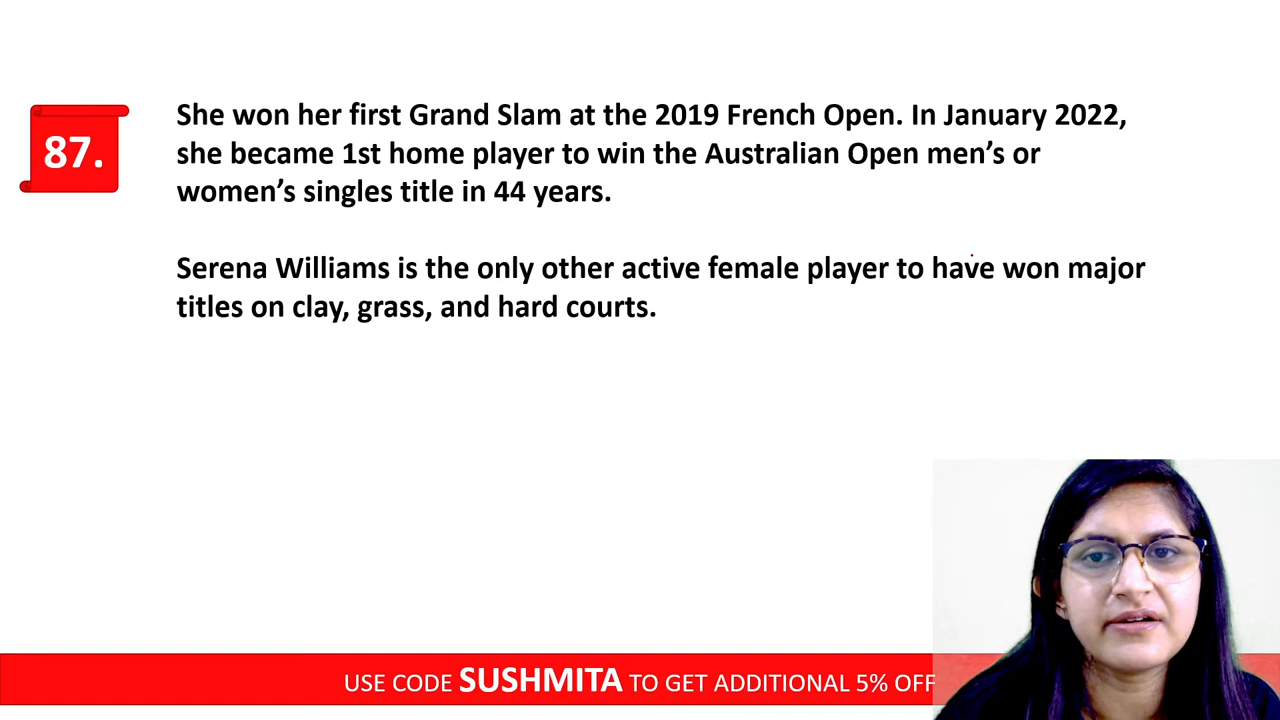 87.
She won her first Grand Slam at the 2019 French Open. In January 2022,
she became 1st home player to win the Australian Open men’s or
women’s singles title in 44 years.
Serena Williams is the only other active female player to have won major
titles on clay, grass, and hard courts.
USE CODE SUSHMITA TO GET ADDITIONAL 5% OFF